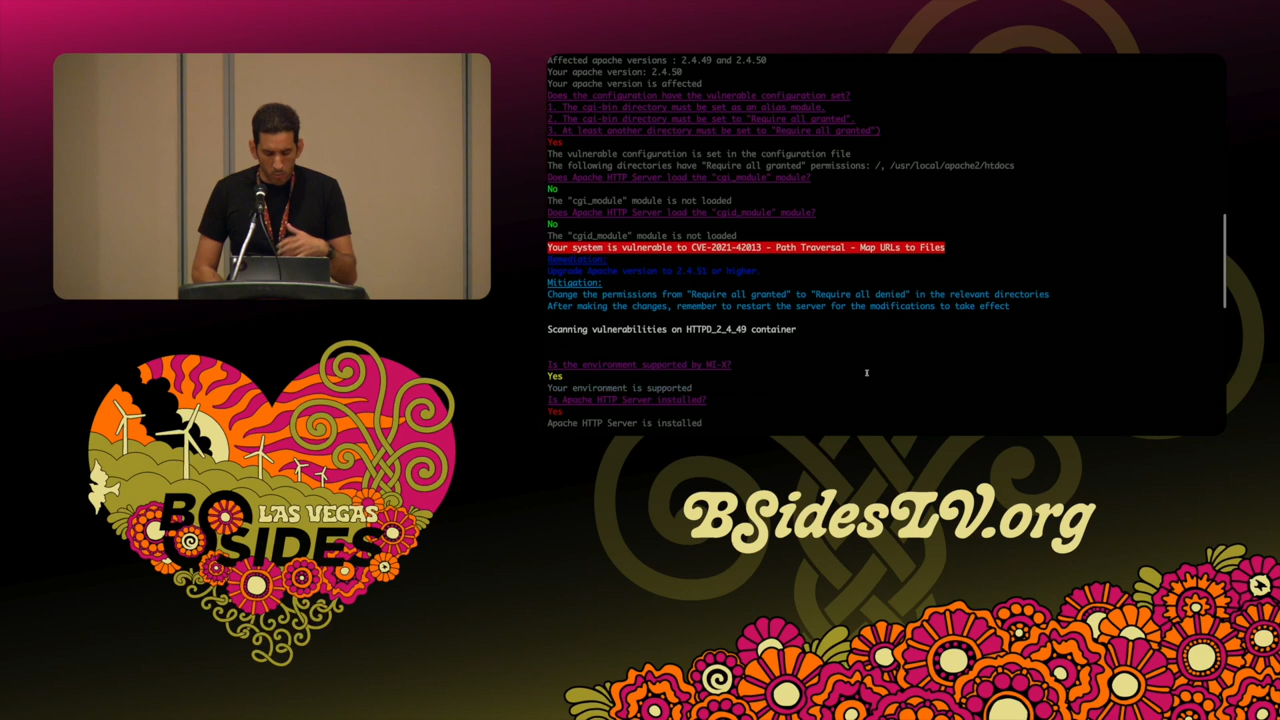 Affected apache versions : 2.4.49 and 2.4.50
Your apache version: 2.4.50
Your apache version is affected
Does the configuration have the vulnerable configuration set?
1. The cgi-bin directory must be set as an alias module.
2. The cgi-bin directory must be set to "Require all granted".
3. At least another directory must be set to "Require all granted")
Yes
The vulnerable configuration is set in the configuration file
The following directories have "Require all granted" permissions: /, /usr/local/apache2/htdocs
Does Apache HTTP Server load the "cgi_module" module?
No
The "cgi_module" module is not loaded
Does Apache HTTP Server load the "cgid_module" module?
No
The "cgid_module" module is not loaded
Your system is vulnerable to CVE-2021-42013 - Path Traversal - Map URLs to Files
Remediation:
Upgrade Apache version to 2.4.51 or higher.
Mitigation:
Change the permissions from "Require all granted" to "Require all denied" in the relevant directories
After making the changes, remember to restart the server for the modifications to take effect
Scanning vulnerabilities on HTTPD_2_4_49 container
Is the environment supported by MI-X?
Yes
Your environment is supported
Is Apache HTTP Server installed?
Yes
Apache HTTP Server is installed
LAS VEGAS
BSIDES
23
BSidesLV.org